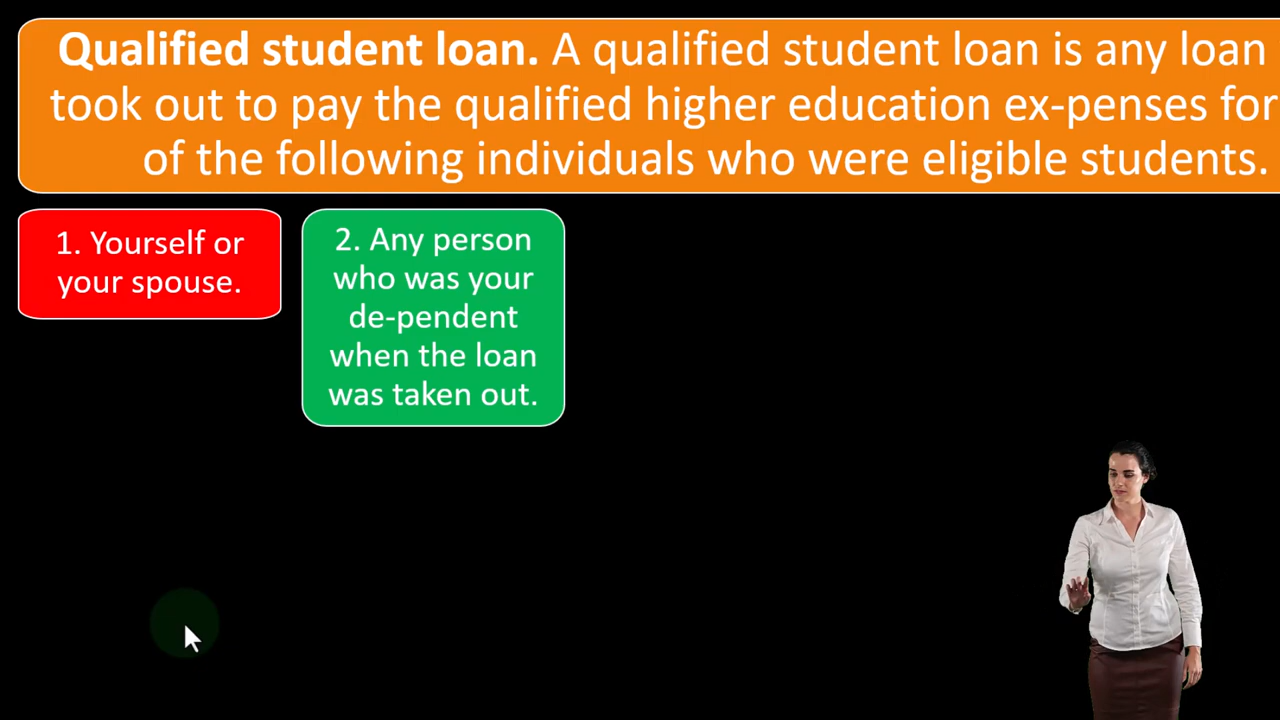 Qualified student loan. A qualified student loan is any loan
took out to pay the qualified higher education ex-penses for
of the following individuals who were eligible students.
1. Yourself or
your spouse.
2. Any person
who was your
de-pendent
when the loan
was taken out.